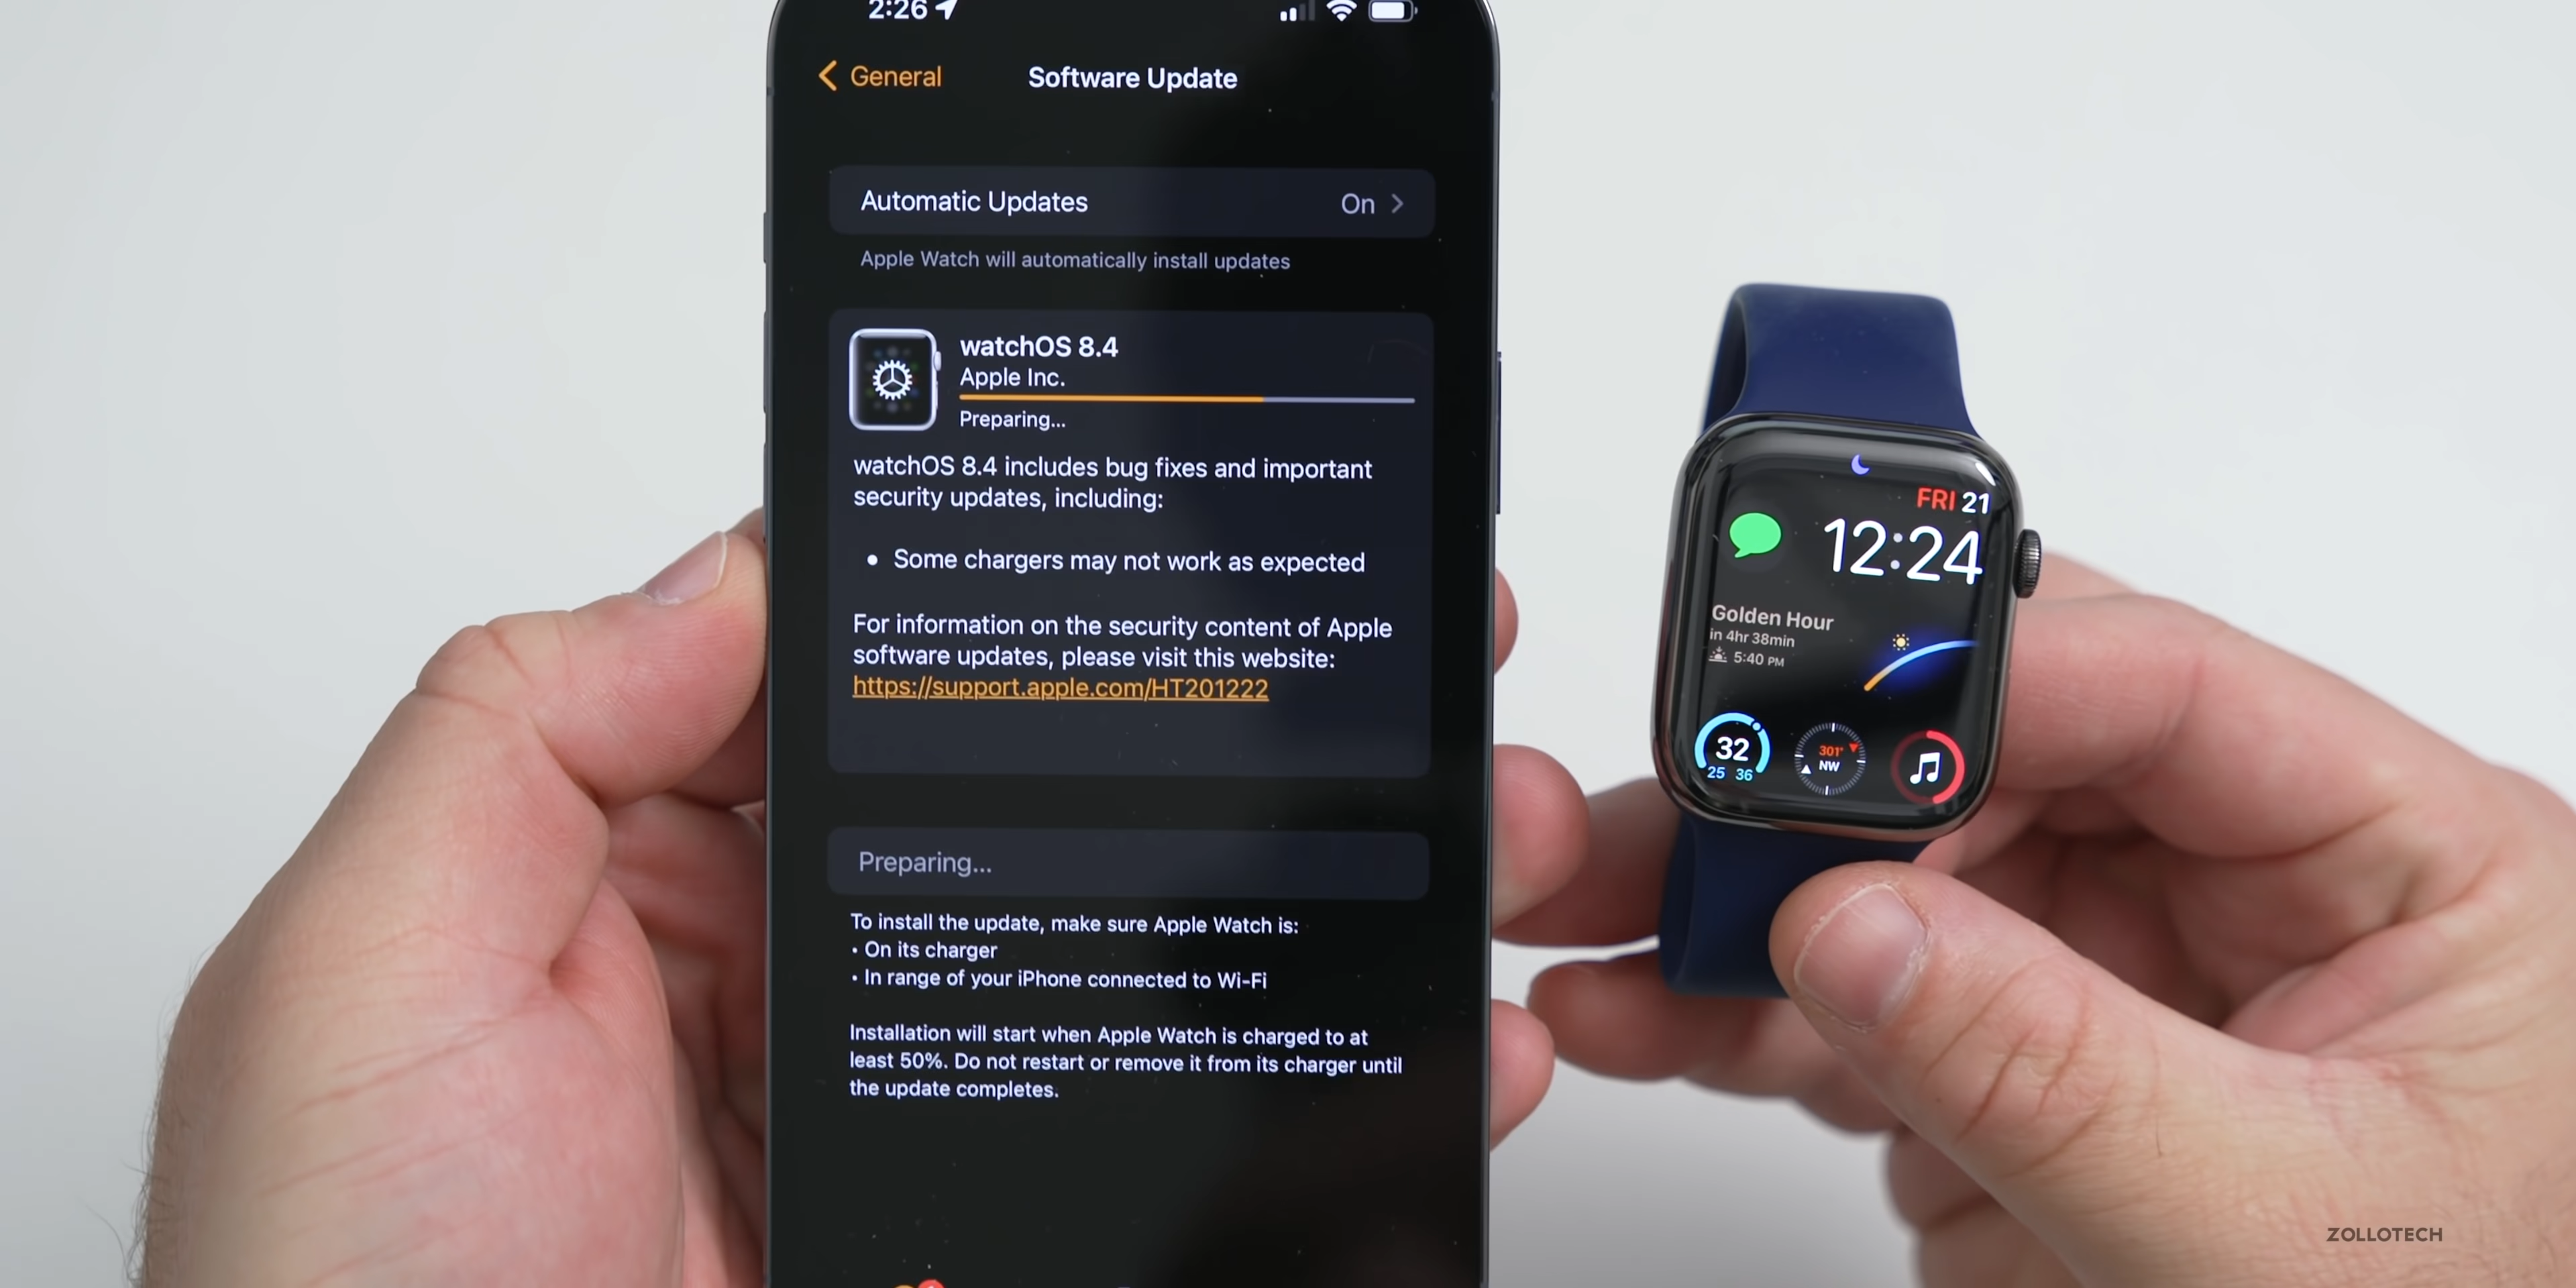 2:26
General
Software Update
Automatic Updates
On
Apple Watch will automatically install updates
watchOS 8.4
Apple Inc.
Preparing...
watchOS 8.4 includes bug fixes and important
security updates, including:
• Some chargers may not work as expected
For information on the security content of Apple
software updates, please visit this website:
https://support.apple.com/HT201222
Preparing...
To install the update, make sure Apple Watch is:
• On its charger
• In range of your iPhone connected to Wi-Fi
Installation will start when Apple Watch is charged to at
least 50%. Do not restart or remove it from its charger until
the update completes.
FRI 21
12:24
Golden Hour
in 4hr 38min
5:40 PM
32
25 36
301°
NW
ZOLLOTECH